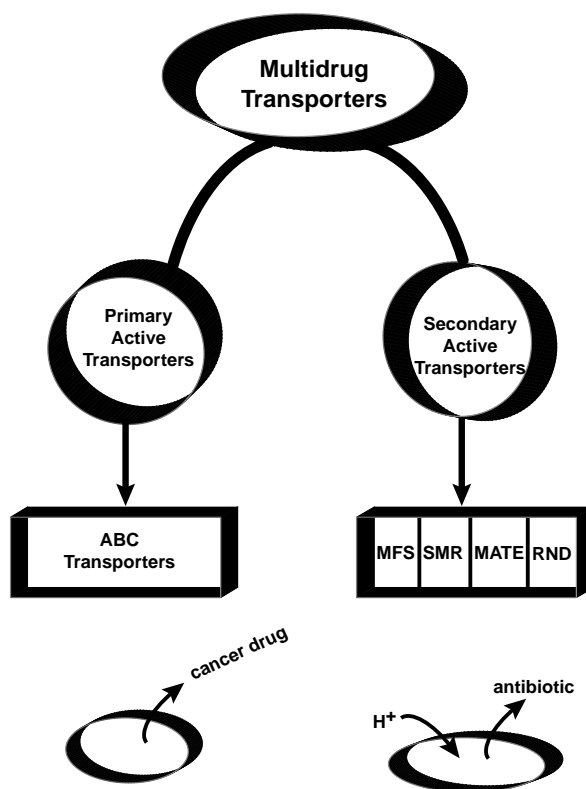 Multidrug
Transporters
Primary
Active
Transporters
Secondary
Active
Transporters
ABC
Transporters
MFS SMR MATE RND
cancer drug
antibiotic
H+